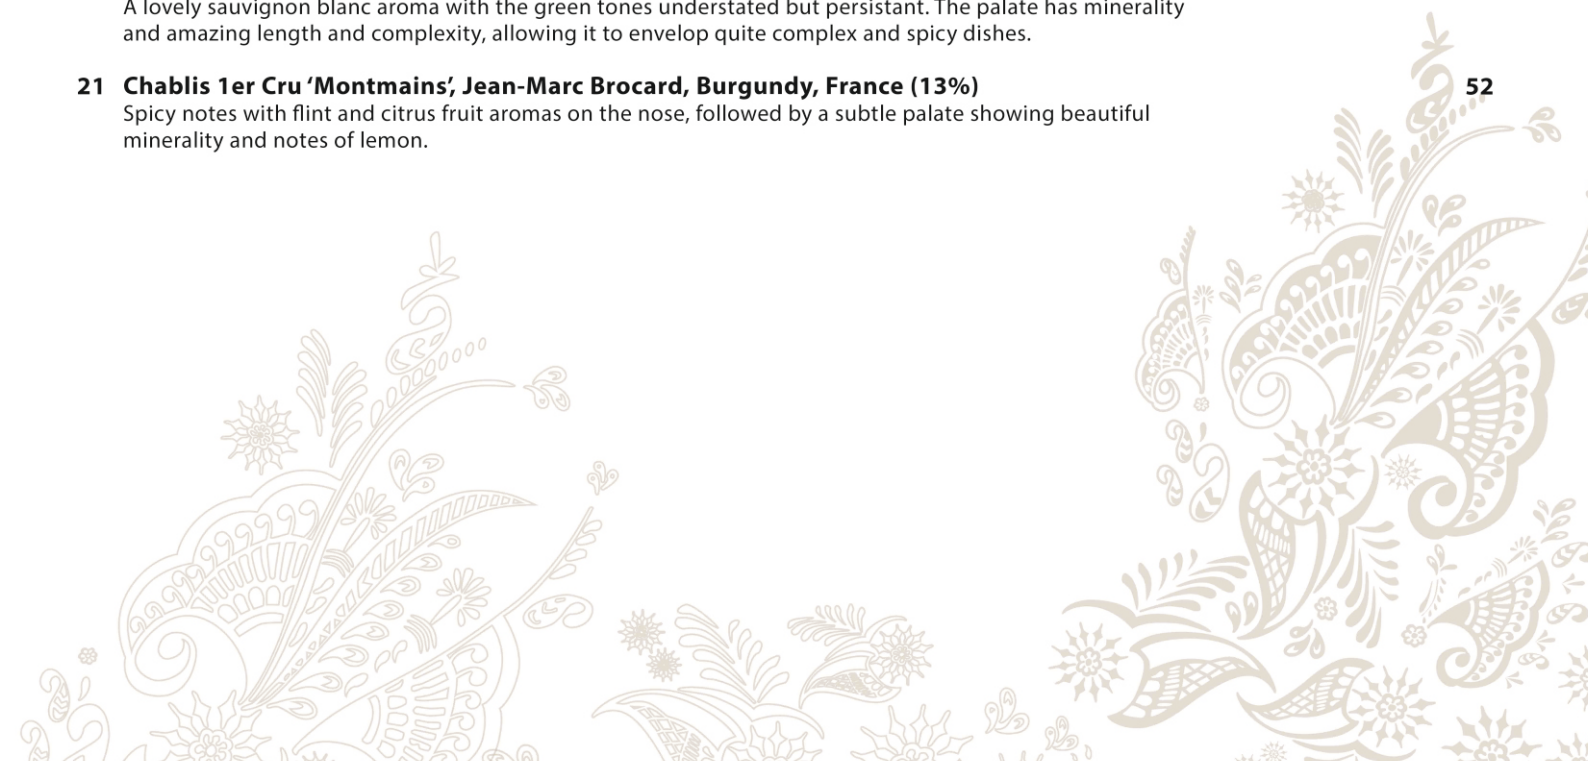 A lovely sauvignon blanc aroma with the green tones understated but persistant. The palate has minerality
and amazing length and complexity, allowing it to envelop quite complex and spicy dishes.
21 Chablis 1er Cru ‘Montmains’, Jean-Marc Brocard, Burgundy, France (13%) 52
Spicy notes with flint and citrus fruit aromas on the nose, followed by a subtle palate showing beautiful
minerality and notes of lemon.